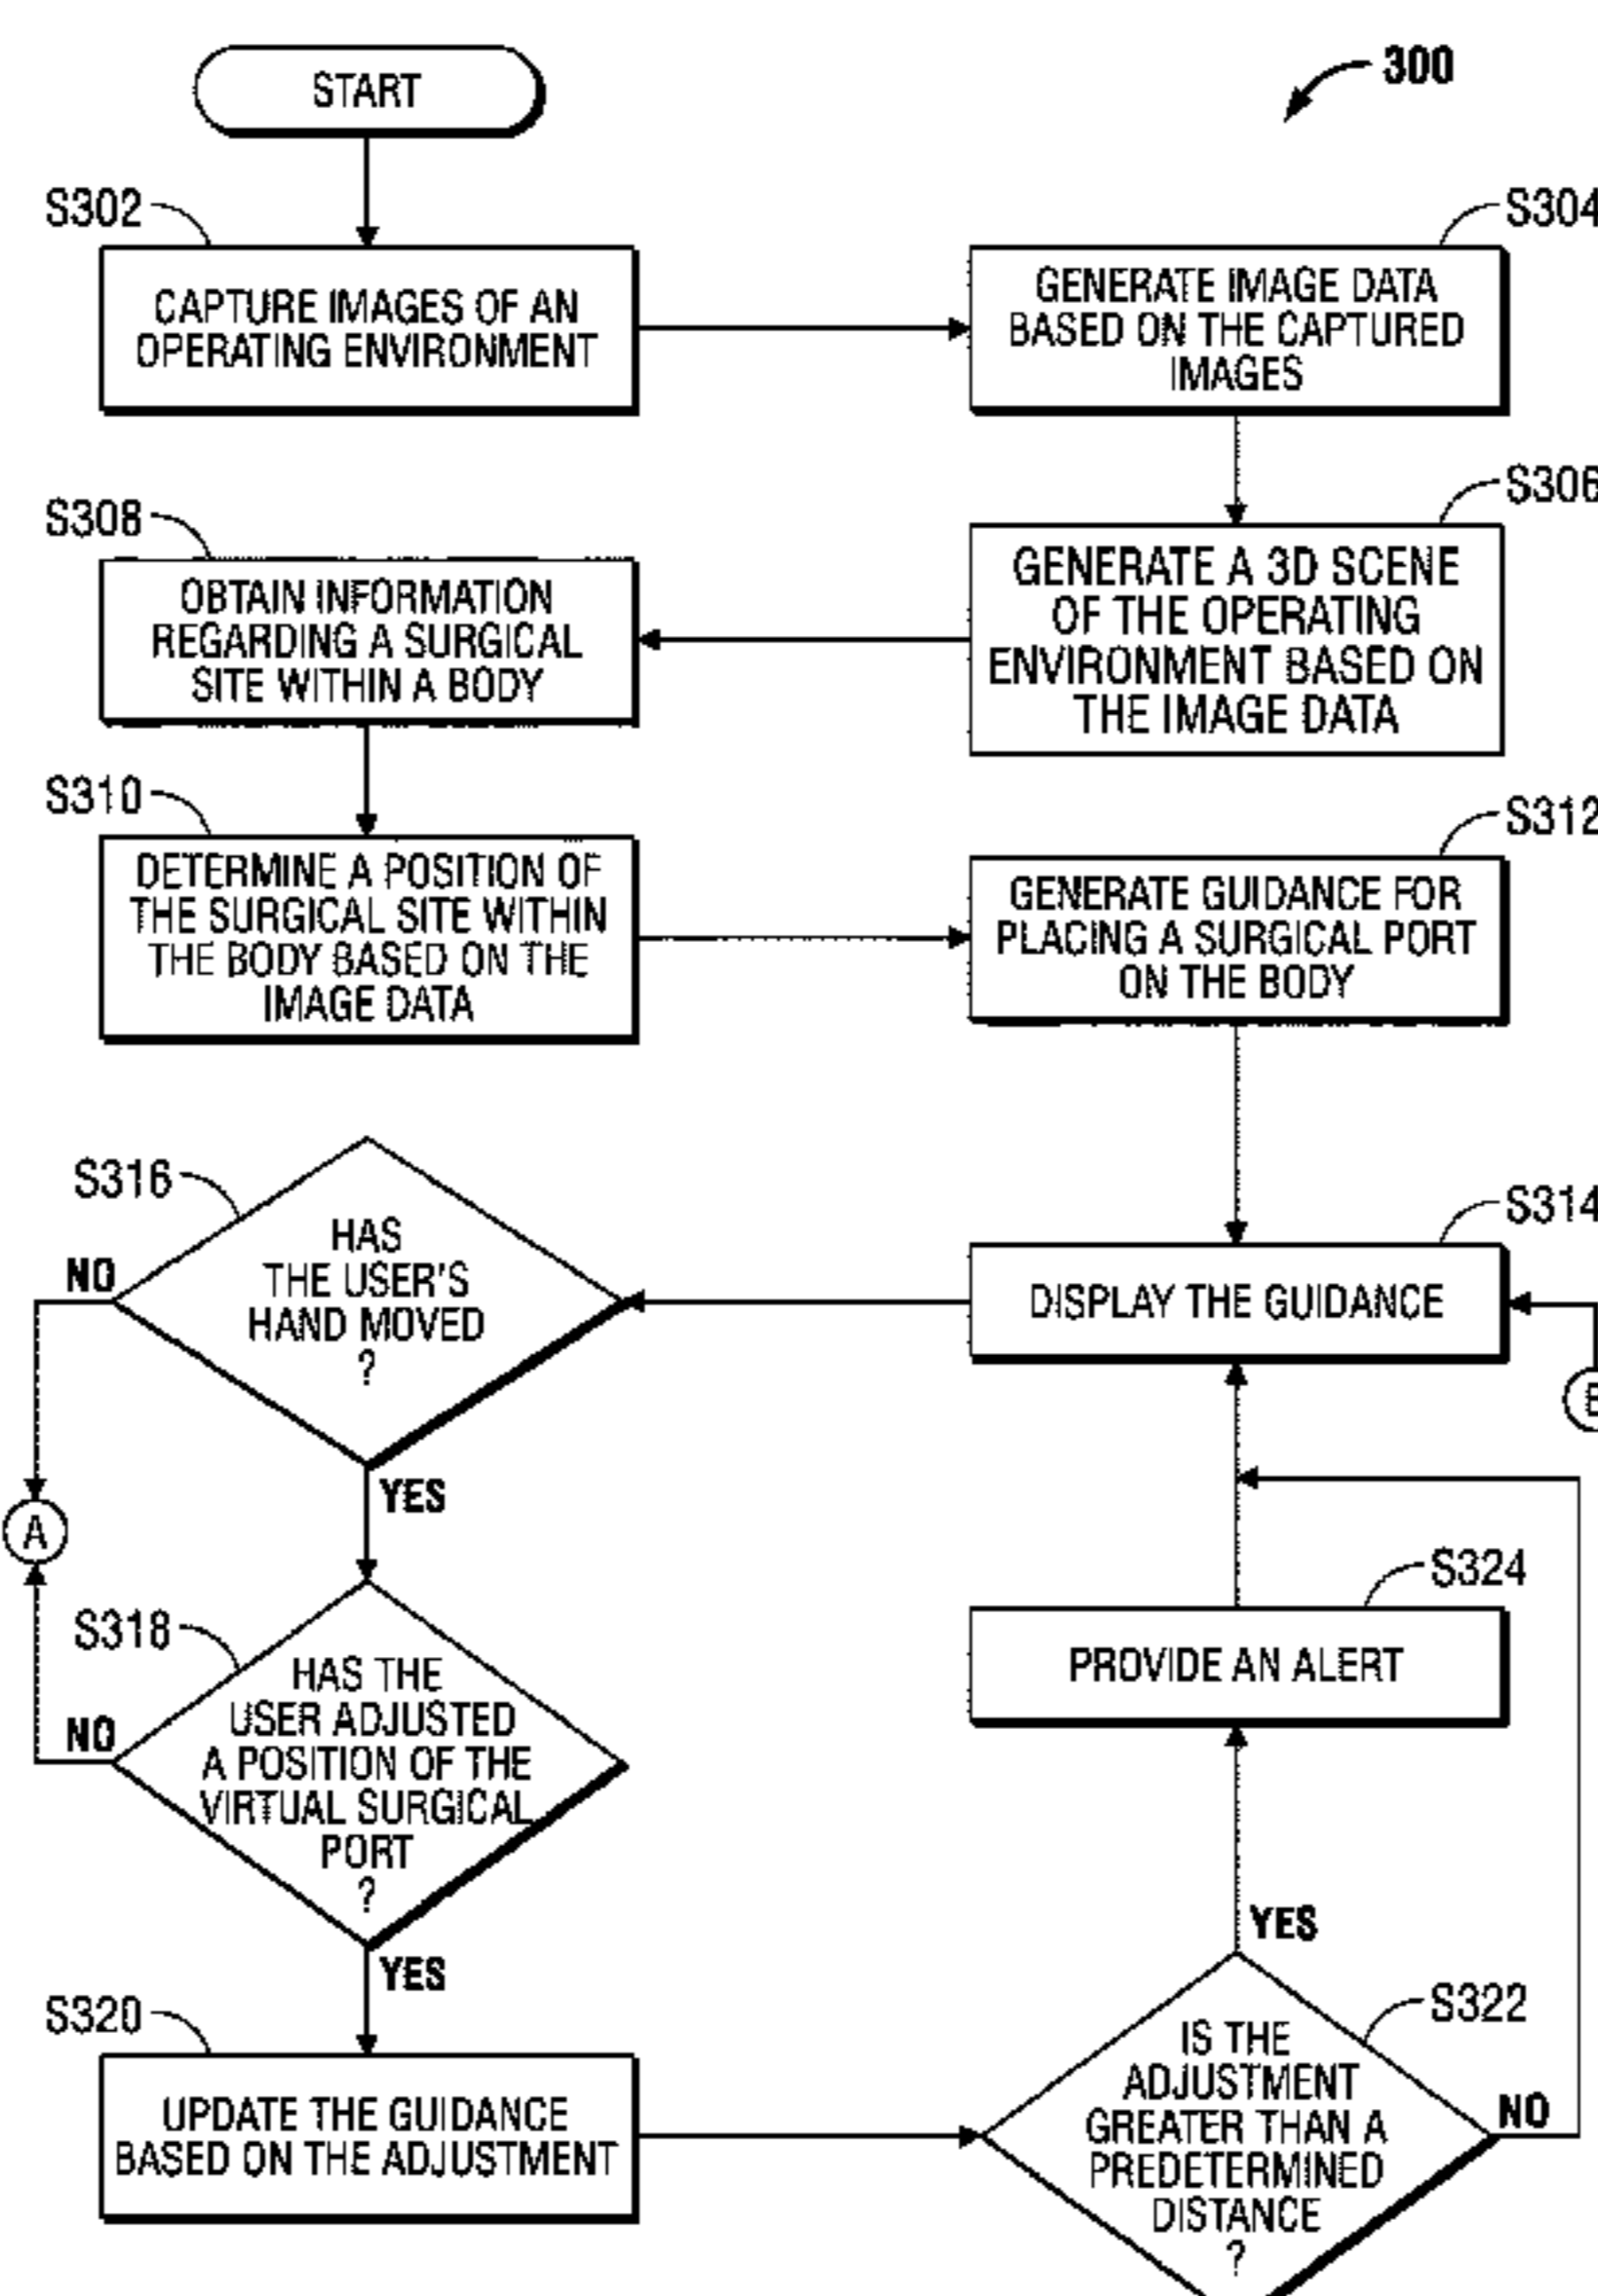 START
300
S302
CAPTURE IMAGES OF AN
OPERATING ENVIRONMENT
S304
GENERATE IMAGE DATA
BASED ON THE CAPTURED
IMAGES
S306
GENERATE A 3D SCENE
OF THE OPERATING
ENVIRONMENT BASED ON
THE IMAGE DATA
S308
OBTAIN INFORMATION
REGARDING A SURGICAL
SITE WITHIN A BODY
S310
DETERMINE A POSITION OF
THE SURGICAL SITE WITHIN
THE BODY BASED ON THE
IMAGE DATA
S312
GENERATE GUIDANCE FOR
PLACING A SURGICAL PORT
ON THE BODY
S314
DISPLAY THE GUIDANCE
B
S316
HAS
THE USER'S
HAND MOVED
?
NO
YES
A
S318
HAS THE
USER ADJUSTED
A POSITION OF THE
VIRTUAL SURGICAL
PORT
?
NO
YES
S320
UPDATE THE GUIDANCE
BASED ON THE ADJUSTMENT
S322
IS THE
ADJUSTMENT
GREATER THAN A
PREDETERMINED
DISTANCE
?
NO
YES
S324
PROVIDE AN ALERT